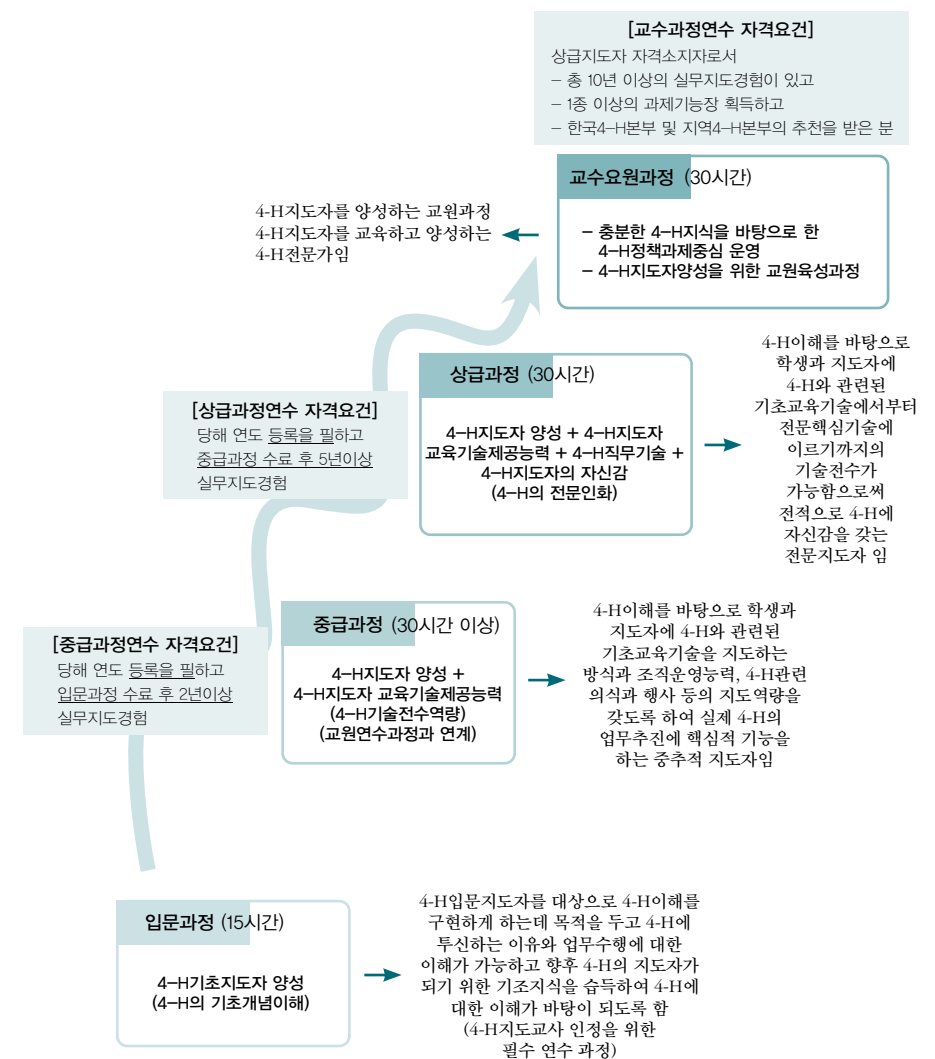 [교수과정연수 자격요건]
상급지도자 자격소지자로서
– 총 10년 이상의 실무지도경험이 있고
– 1종 이상의 과제기능장 획득하고
– 한국4-H본부 및 지역4-H본부의 추천을 받은 분
교수요원과정 (30시간)
– 충분한 4-H지식을 바탕으로 한
4-H정책과제중심 운영
– 4-H지도자양성을 위한 교원육성과정
4-H지도자를 양성하는 교원과정
4-H지도자를 교육하고 양성하는
4-H전문가임
상급과정 (30시간)
4-H지도자 양성 + 4-H지도자
교육기술제공능력 + 4-H직무기술 +
4-H지도자의 자신감
(4-H의 전문인화)
4-H이해를 바탕으로
학생과 지도자에
4-H와 관련된
기초교육기술에서부터
전문핵심기술에
이르기까지의
기술전수가
가능함으로써
전적으로 4-H에
자신감을 갖는
전문지도자 임
[상급과정연수 자격요건]
당해 연도 등록을 필하고
중급과정 수료 후 5년이상
실무지도경험
중급과정 (30시간 이상)
4-H지도자 양성 +
4-H지도자 교육기술제공능력
(4-H기술전수역량)
(교원연수과정과 연계)
4-H이해를 바탕으로 학생과
지도자에 4-H와 관련된
기초교육기술을 지도하는
방식과 조직운영능력, 4-H관련
의식과 행사 등의 지도역량을
갖도록 하여 실제 4-H의
업무추진에 핵심적 기능을
하는 중추적 지도자임
[중급과정연수 자격요건]
당해 연도 등록을 필하고
입문과정 수료 후 2년이상
실무지도경험
입문과정 (15시간)
4-H기초지도자 양성
(4-H의 기초개념이해)
4-H입문지도자를 대상으로 4-H이해를
구현하게 하는데 목적을 두고 4-H에
투신하는 이유와 업무수행에 대한
이해가 가능하고 향후 4-H의 지도자가
되기 위한 기조지식을 습득하여 4-H에
대한 이해가 바탕이 되도록 함
(4-H지도교사 인정을 위한
필수 연수 과정)